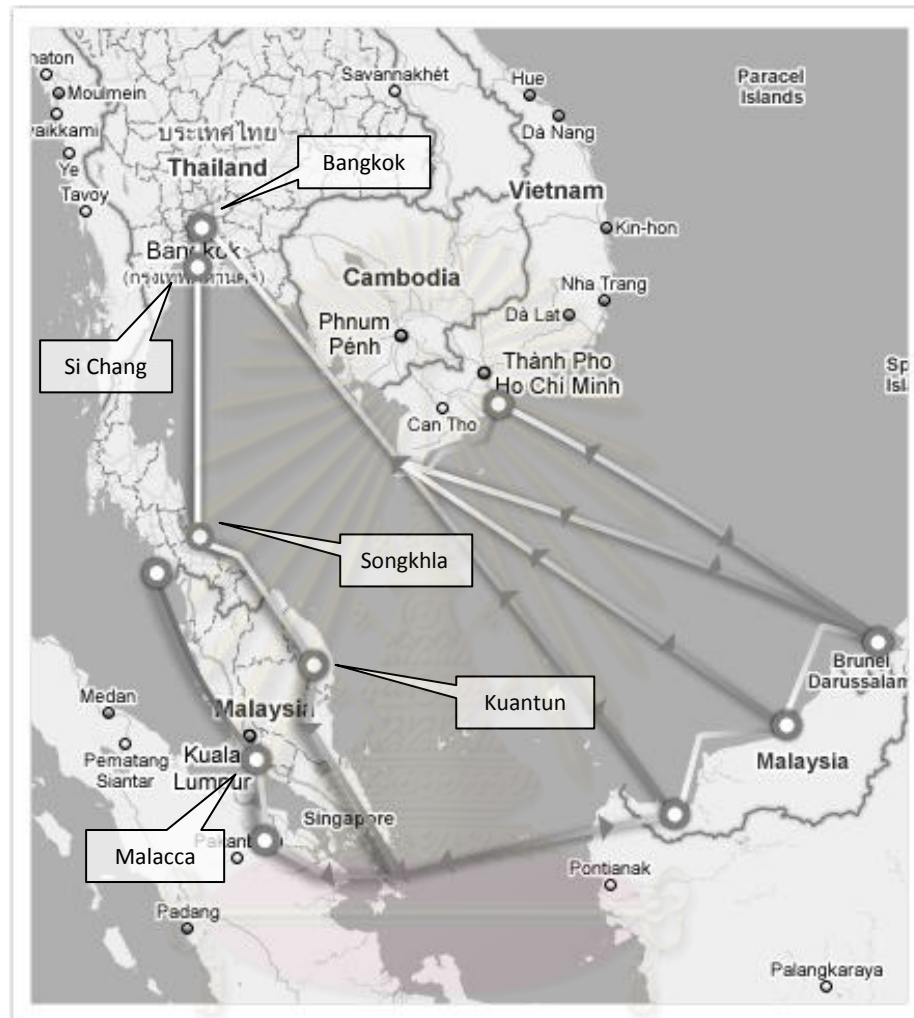 naton
Moulmein
vaikkami
Ye
Tavoy
Savannakhét
Hue
Dà Nang
Paracel
Islands
ประเทศไทย
Thailand
Bangkok
Vietnam
Kin-hon
Bangkok
Si Chang
Cambodia
Nha Trang
Dà Lat
Phnum
Pénh
Thành Pho
Ho Chi Minh
Can Tho
Sp
Isl
Songkhla
Brunei
Darussalam
Kuantun
Medan
Malaysia
Pematang
Siantar
Kuala
Lumpur
Malaysia
Singapore
Malacca
Pontianak
Padang
Palangkaraya